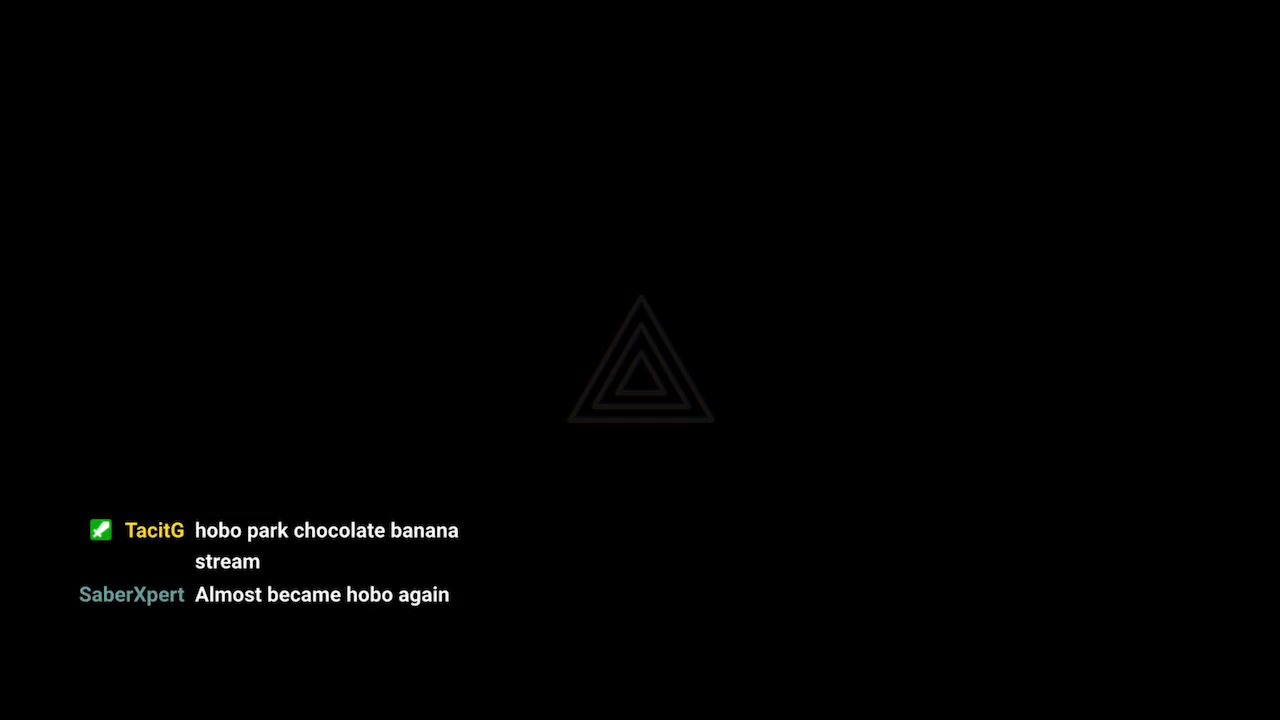 TacitG hobo park chocolate banana
stream
SaberXpert Almost became hobo again